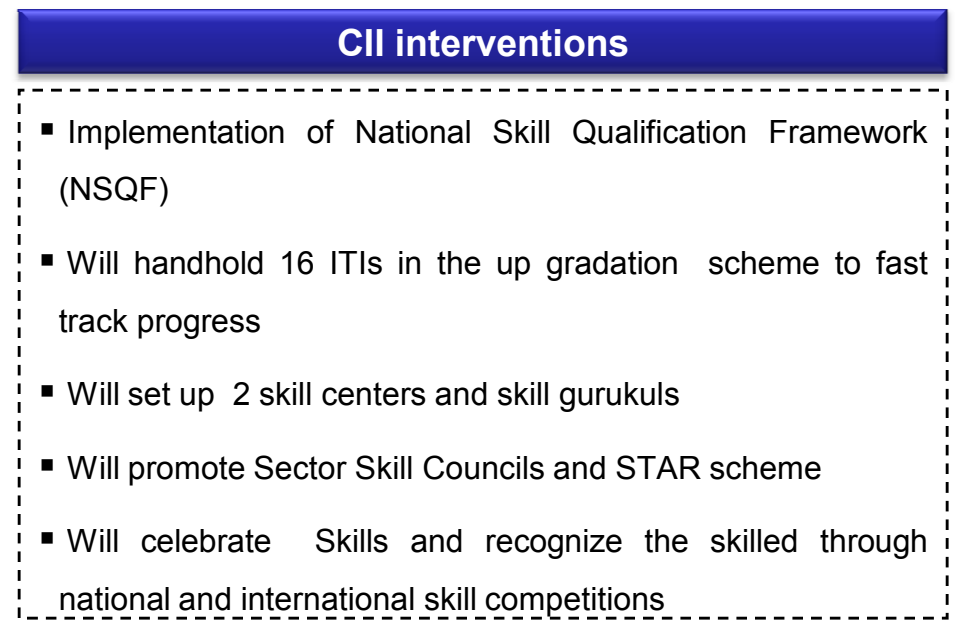 CII interventions
▪ Implementation of National Skill Qualification Framework
(NSQF)
▪ Will handhold 16 ITIs in the up gradation scheme to fast
track progress
▪ Will set up 2 skill centers and skill gurukuls
▪ Will promote Sector Skill Councils and STAR scheme
▪ Will celebrate Skills and recognize the skilled through
national and international skill competitions